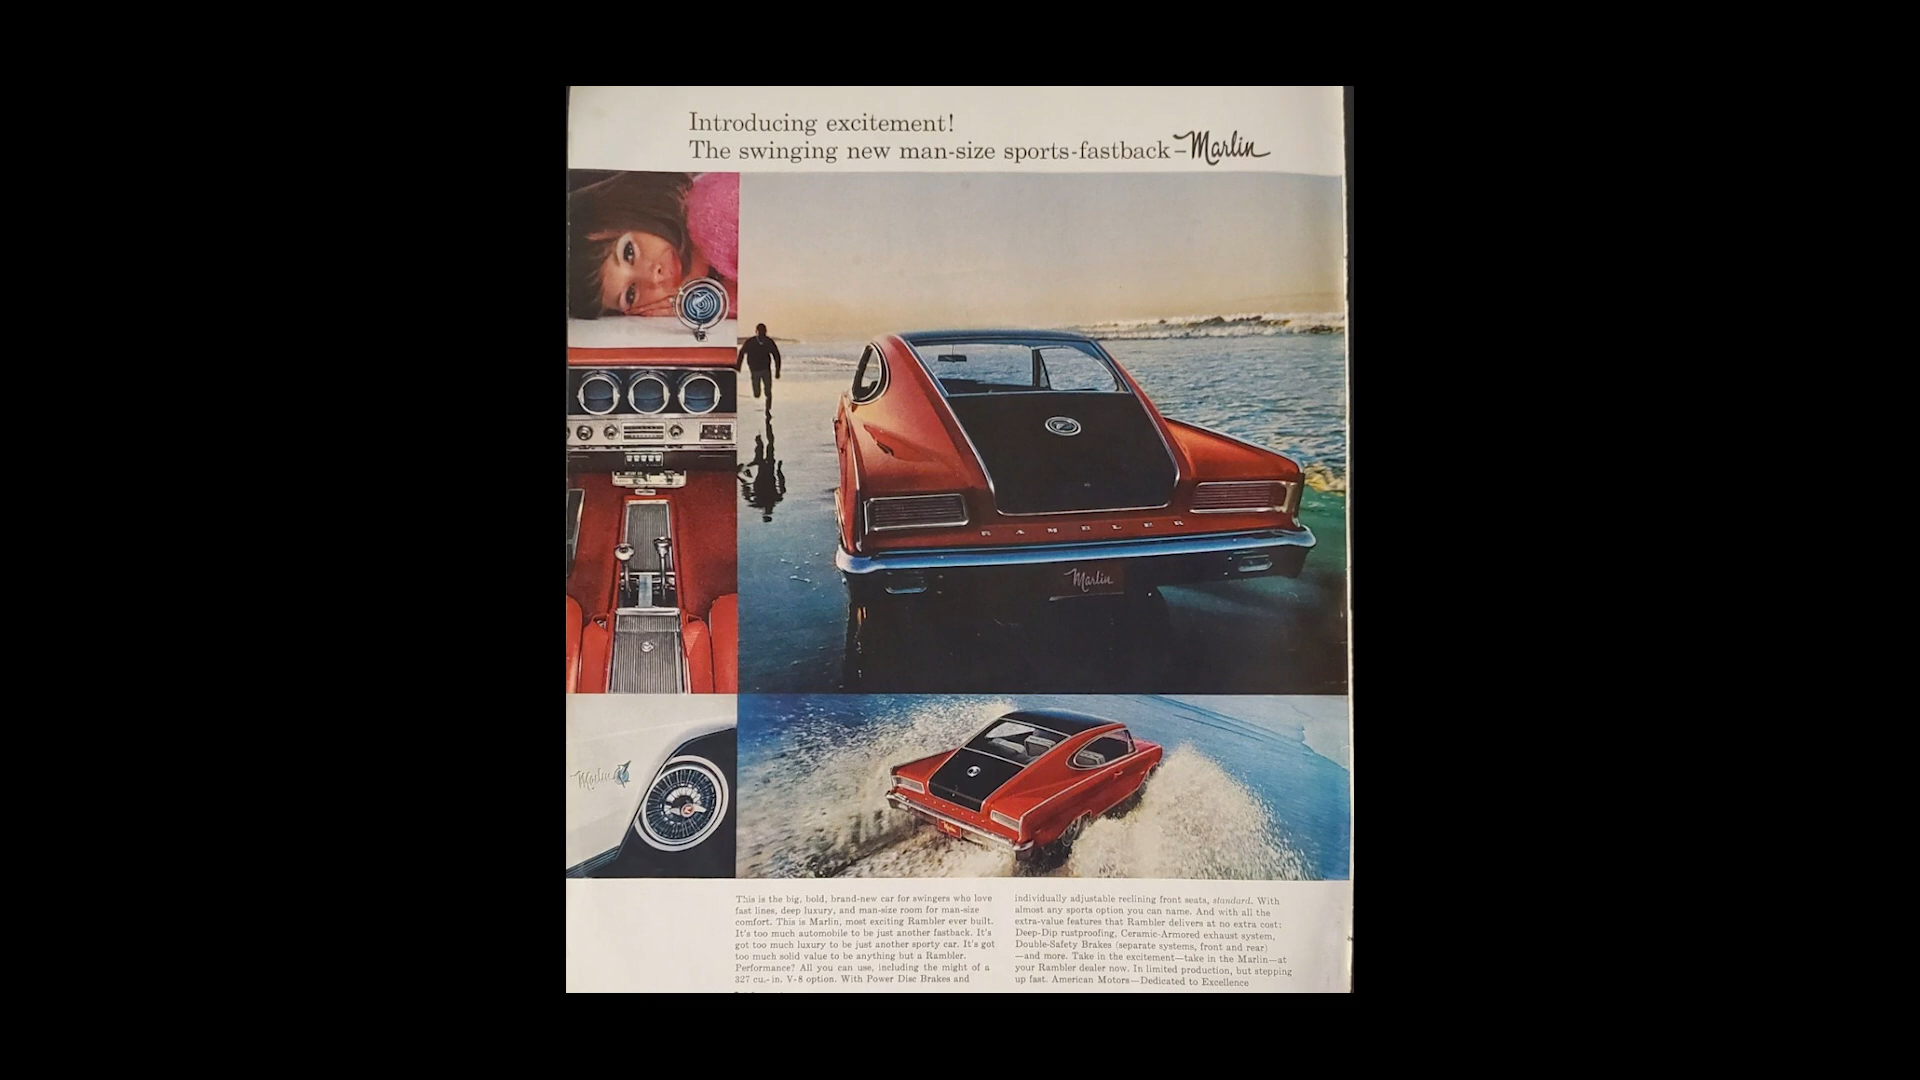 Introducing excitement!
The swinging new man-size sports-fastback–Marlin
RAMBLER
Marlin
Marlin
This is the big, bold, brand-new car for swingers who love
fast lines, deep luxury, and man-size room for man-size
comfort. This is Marlin, most exciting Rambler ever built.
It's too much automobile to be just another fastback. It's
got too much luxury to be just another sporty car. It's got
too much solid value to be anything but a Rambler.
Performance? All you can use, including the might of a
327 cu.-in. V-8 option. With Power Disc Brakes and
individually adjustable reclining front seats, standard. With
almost any sports option you can name. And with all the
extra-value features that Rambler delivers at no extra cost:
Deep-Dip rustproofing, Ceramic-Armored exhaust system,
Double-Safety Brakes (separate systems, front and rear)
—and more. Take in the excitement—take in the Marlin—at
your Rambler dealer now. In limited production, but stepping
up fast. American Motors—Dedicated to Excellence